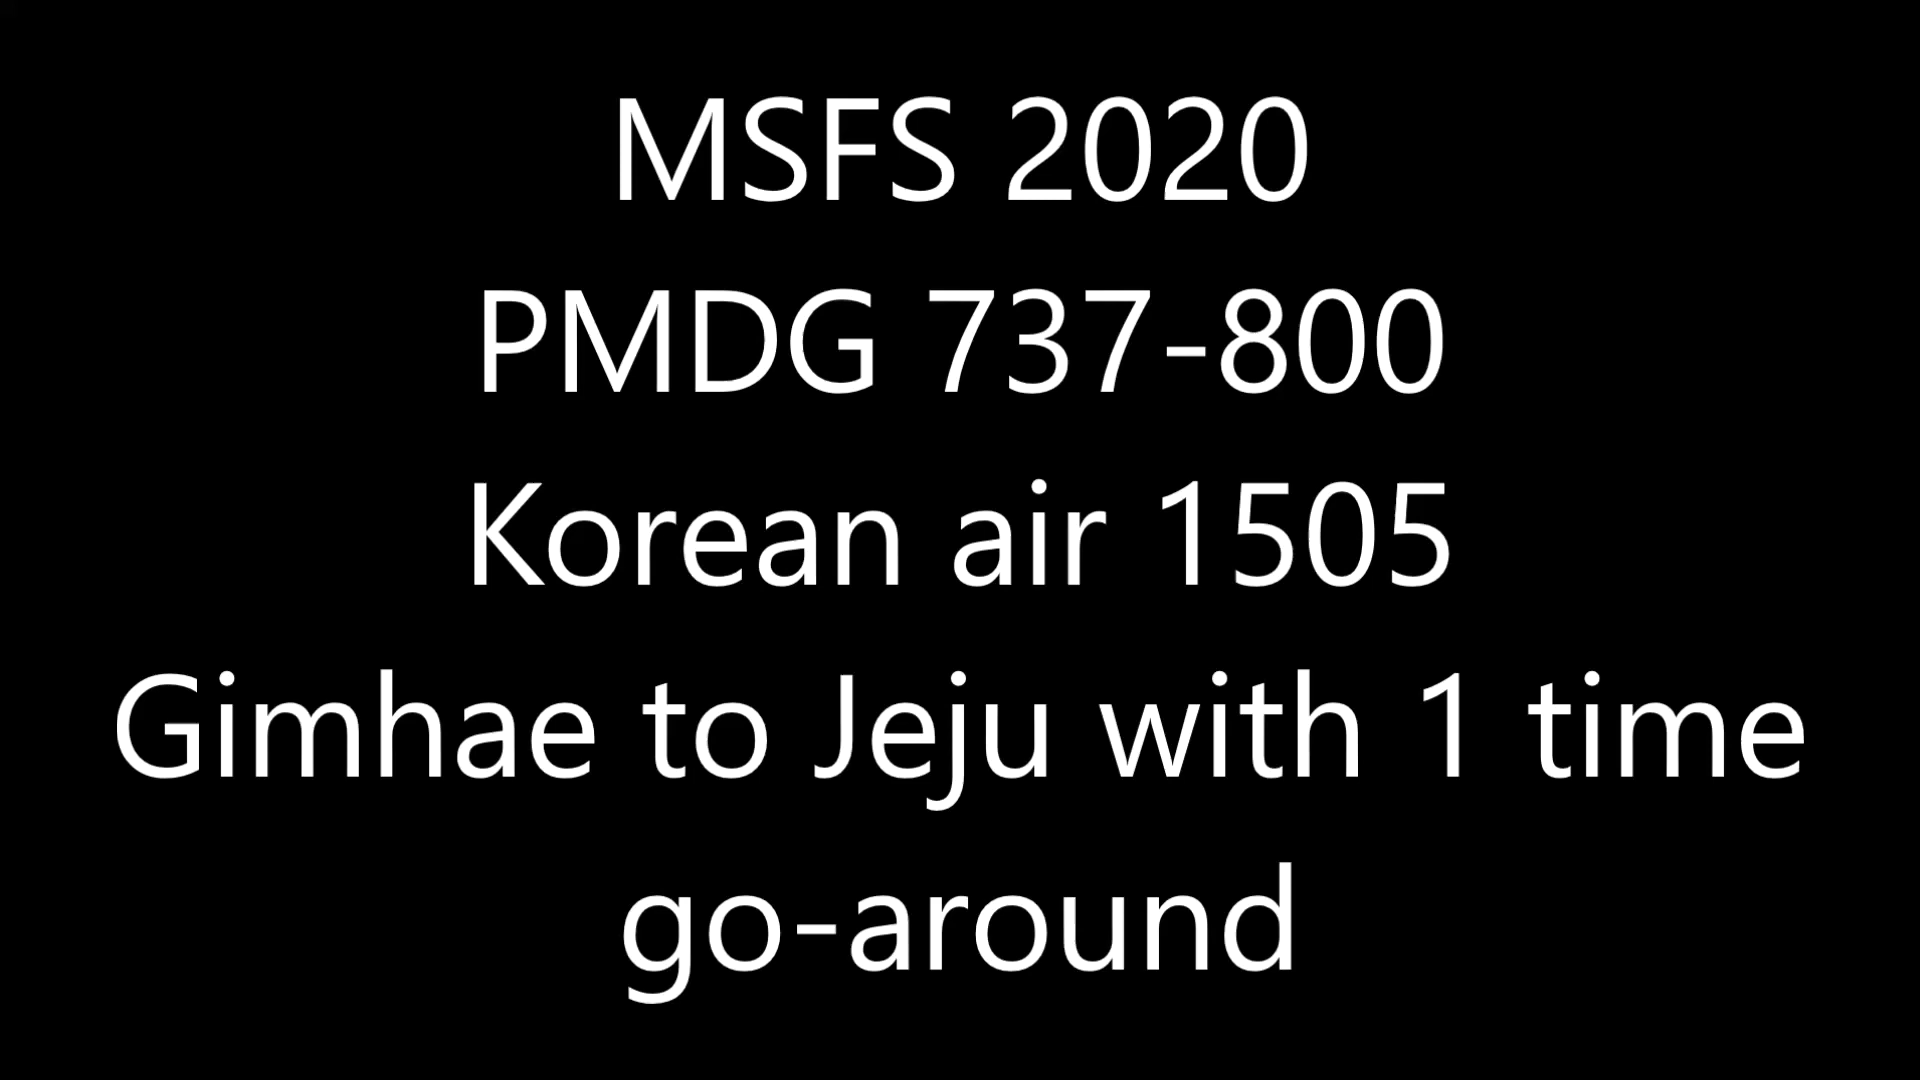 MSFS 2020
PMDG 737-800
Korean air 1505
Gimhae to Jeju with 1 time
go-around